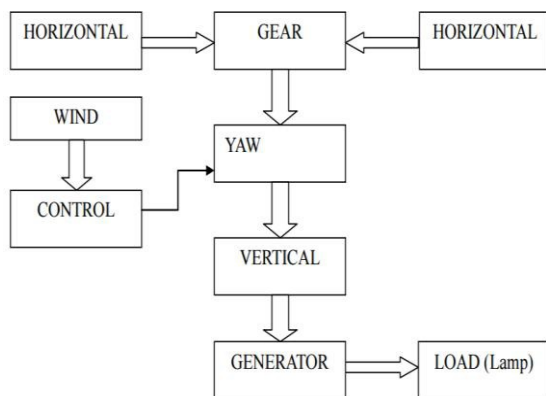 HORIZONTAL
GEAR
HORIZONTAL
WIND
YAW
CONTROL
VERTICAL
GENERATOR
LOAD (Lamp)